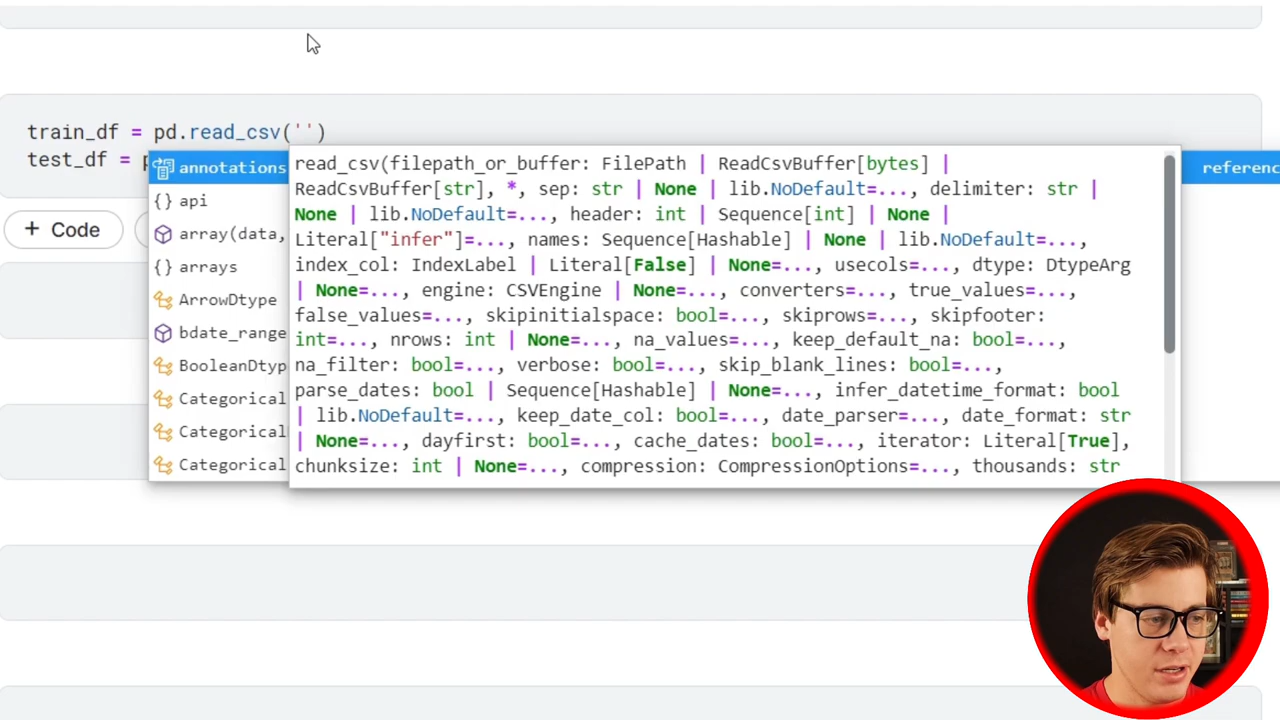 train_df = pd.read_csv('')
test_df = p
+ Code
annotations
api
array(data,
arrays
ArrowDtype
bdate_range
BooleanDtyp
Categorical
Categorical
Categorical
read_csv(filepath_or_buffer: FilePath | ReadCsvBuffer[bytes] |
ReadCsvBuffer[str], *, sep: str | None | lib.NoDefault=..., delimiter: str |
None | lib.NoDefault=..., header: int | Sequence[int] | None |
Literal["infer"]=..., names: Sequence[Hashable] | None | lib.NoDefault=...,
index_col: IndexLabel | Literal[False] | None=..., usecols=..., dtype: DtypeArg
| None=..., engine: CSVEngine | None=..., converters=..., true_values=...,
false_values=..., skipinitialspace: bool=..., skiprows=..., skipfooter:
int=..., nrows: int | None=..., na_values=..., keep_default_na: bool=...,
na_filter: bool=..., verbose: bool=..., skip_blank_lines: bool=...,
parse_dates: bool | Sequence[Hashable] | None=..., infer_datetime_format: bool
| lib.NoDefault=..., keep_date_col: bool=..., date_parser=..., date_format: str
| None=..., dayfirst: bool=..., cache_dates: bool=..., iterator: Literal[True],
chunksize: int | None=..., compression: CompressionOptions=..., thousands: str
referenc